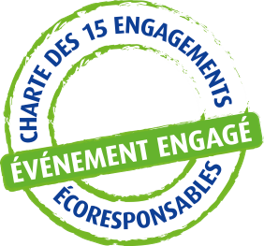 CHARTE DES 15 ENGAGEMENTS
ÉVÉNEMENT ENGAGÉ
ÉCORESPONSABLES